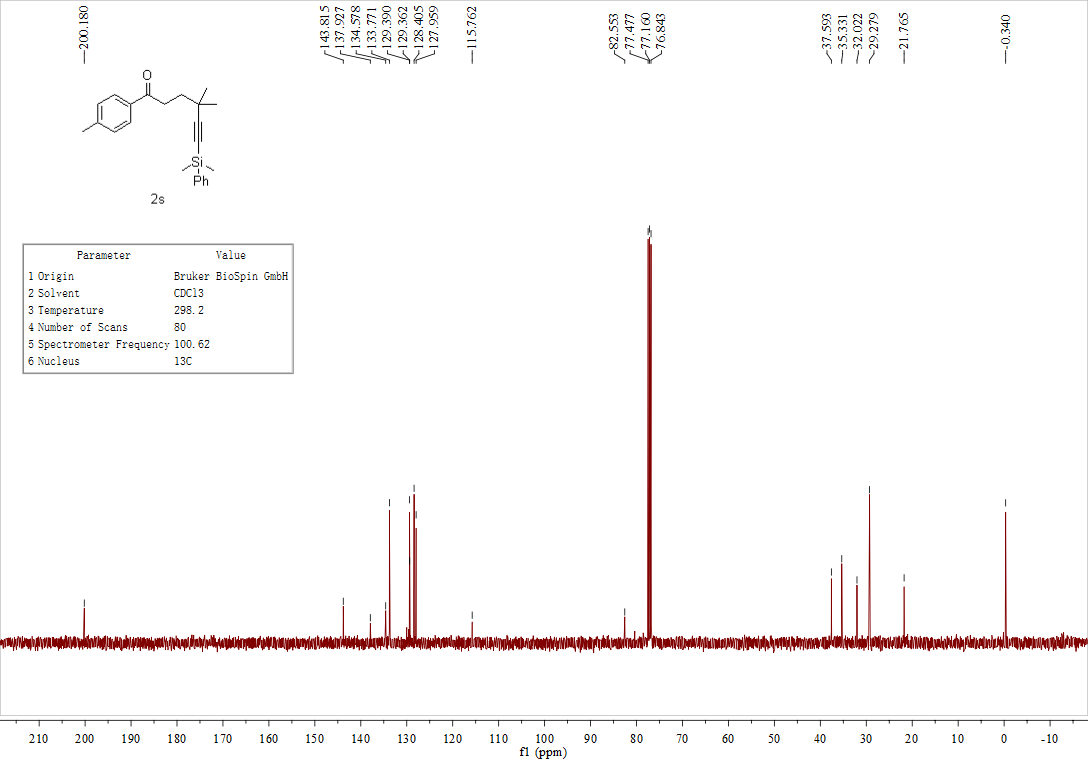 200.180
143.815
137.927
134.578
133.771
129.390
129.362
128.405
127.959
115.762
82.553
77.477
77.160
76.843
37.593
35.331
32.022
29.279
21.765
-0.340
O
Si
Ph
2s
Parameter Value
1 Origin Bruker BioSpin GmbH
2 Solvent CDCl3
3 Temperature 298.2
4 Number of Scans 80
5 Spectrometer Frequency 100.62
6 Nucleus 13C
210 200 190 180 170 160 150 140 130 120 110 100 90 80 70 60 50 40 30 20 10 0 -10
f1 (ppm)